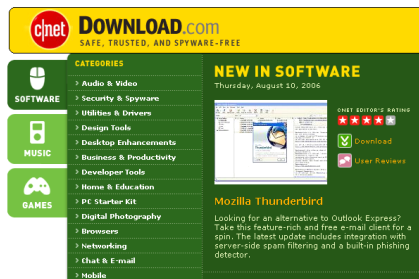 c|net DOWNLOAD.com
SAFE, TRUSTED, AND SPYWARE-FREE
SOFTWARE
MUSIC
GAMES
CATEGORIES
Audio & Video
Security & Spyware
Utilities & Drivers
Design Tools
Desktop Enhancements
Business & Productivity
Developer Tools
Home & Education
PC Starter Kit
Digital Photography
Browsers
Networking
Chat & E-mail
Mobile
NEW IN SOFTWARE
Thursday, August 10, 2006
CNET EDITOR'S RATING
Download
User Reviews
Mozilla Thunderbird
Looking for an alternative to Outlook Express?
Take this feature-rich and free e-mail client for a
spin. The latest update includes integration with
server-side spam filtering and a built-in phishing
detector.